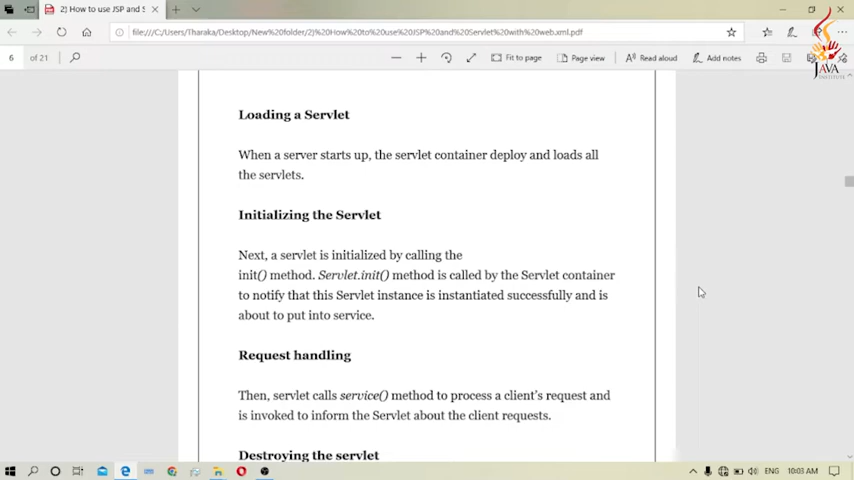 2) How to use JSP and S
file:///C:/Users/Tharaka/Desktop/New%20folder/2)%20How%20to%20use%20JSP%20and%20Servlet%20with%20web.xml.pdf
6 of 21
Fit to page
Page view
Read aloud
Add notes
JAVA
INSTITUTE
Loading a Servlet
When a server starts up, the servlet container deploy and loads all
the servlets.
Initializing the Servlet
Next, a servlet is initialized by calling the
init() method. Servlet.init() method is called by the Servlet container
to notify that this Servlet instance is instantiated successfully and is
about to put into service.
Request handling
Then, servlet calls service() method to process a client's request and
is invoked to inform the Servlet about the client requests.
Destroying the servlet
ENG
10:03 AM